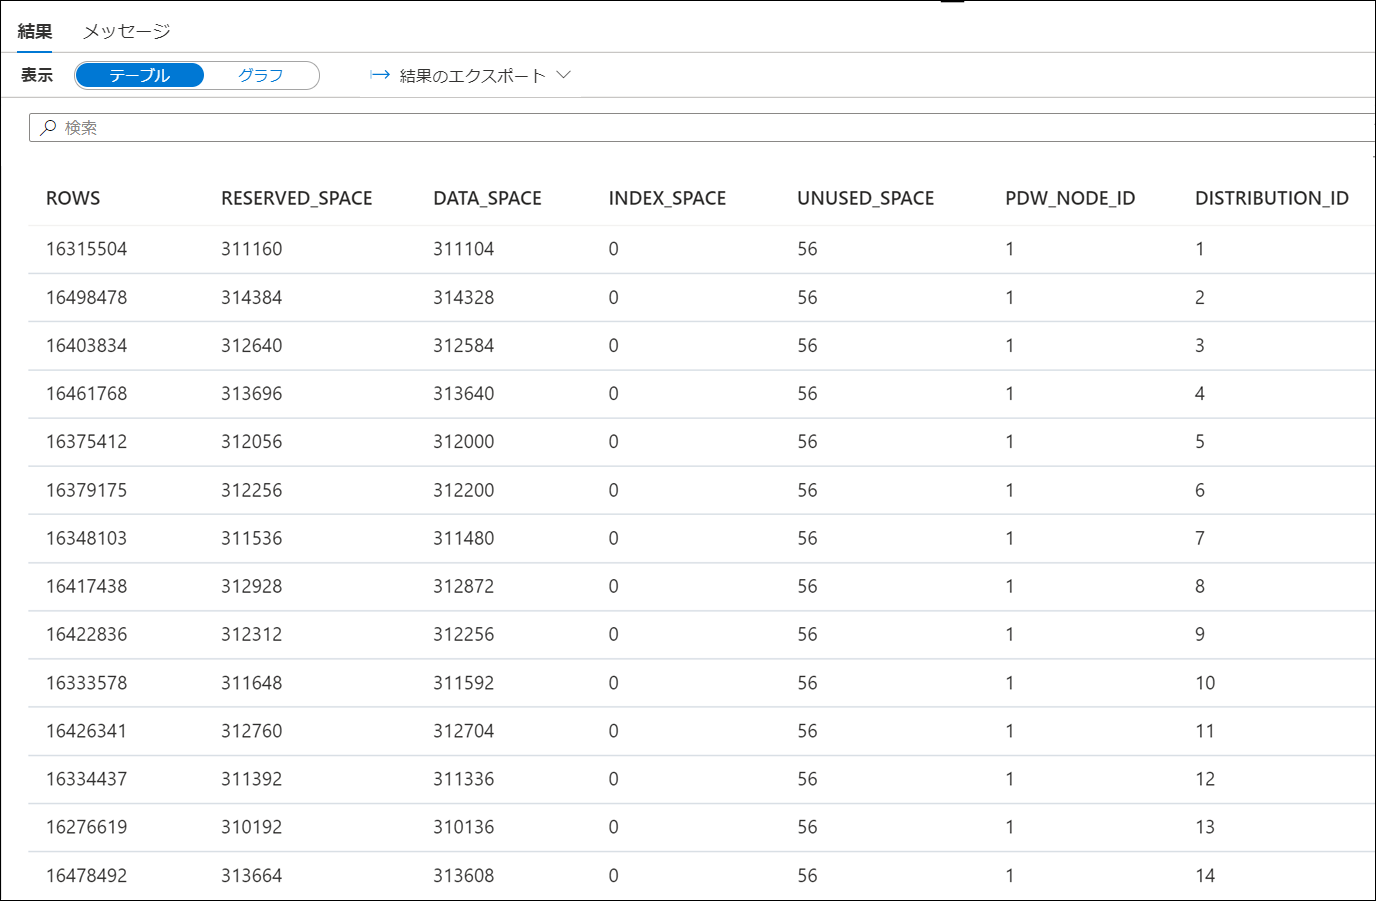 結果 メッセージ
表示 テーブル グラフ 結果のエクスポート
検索
ROWS RESERVED_SPACE DATA_SPACE INDEX_SPACE UNUSED_SPACE PDW_NODE_ID DISTRIBUTION_ID
16315504 311160 311104 0 56 1 1
16498478 314384 314328 0 56 1 2
16403834 312640 312584 0 56 1 3
16461768 313696 313640 0 56 1 4
16375412 312056 312000 0 56 1 5
16379175 312256 312200 0 56 1 6
16348103 311536 311480 0 56 1 7
16417438 312928 312872 0 56 1 8
16422836 312312 312256 0 56 1 9
16333578 311648 311592 0 56 1 10
16426341 312760 312704 0 56 1 11
16334437 311392 311336 0 56 1 12
16276619 310192 310136 0 56 1 13
16478492 313664 313608 0 56 1 14